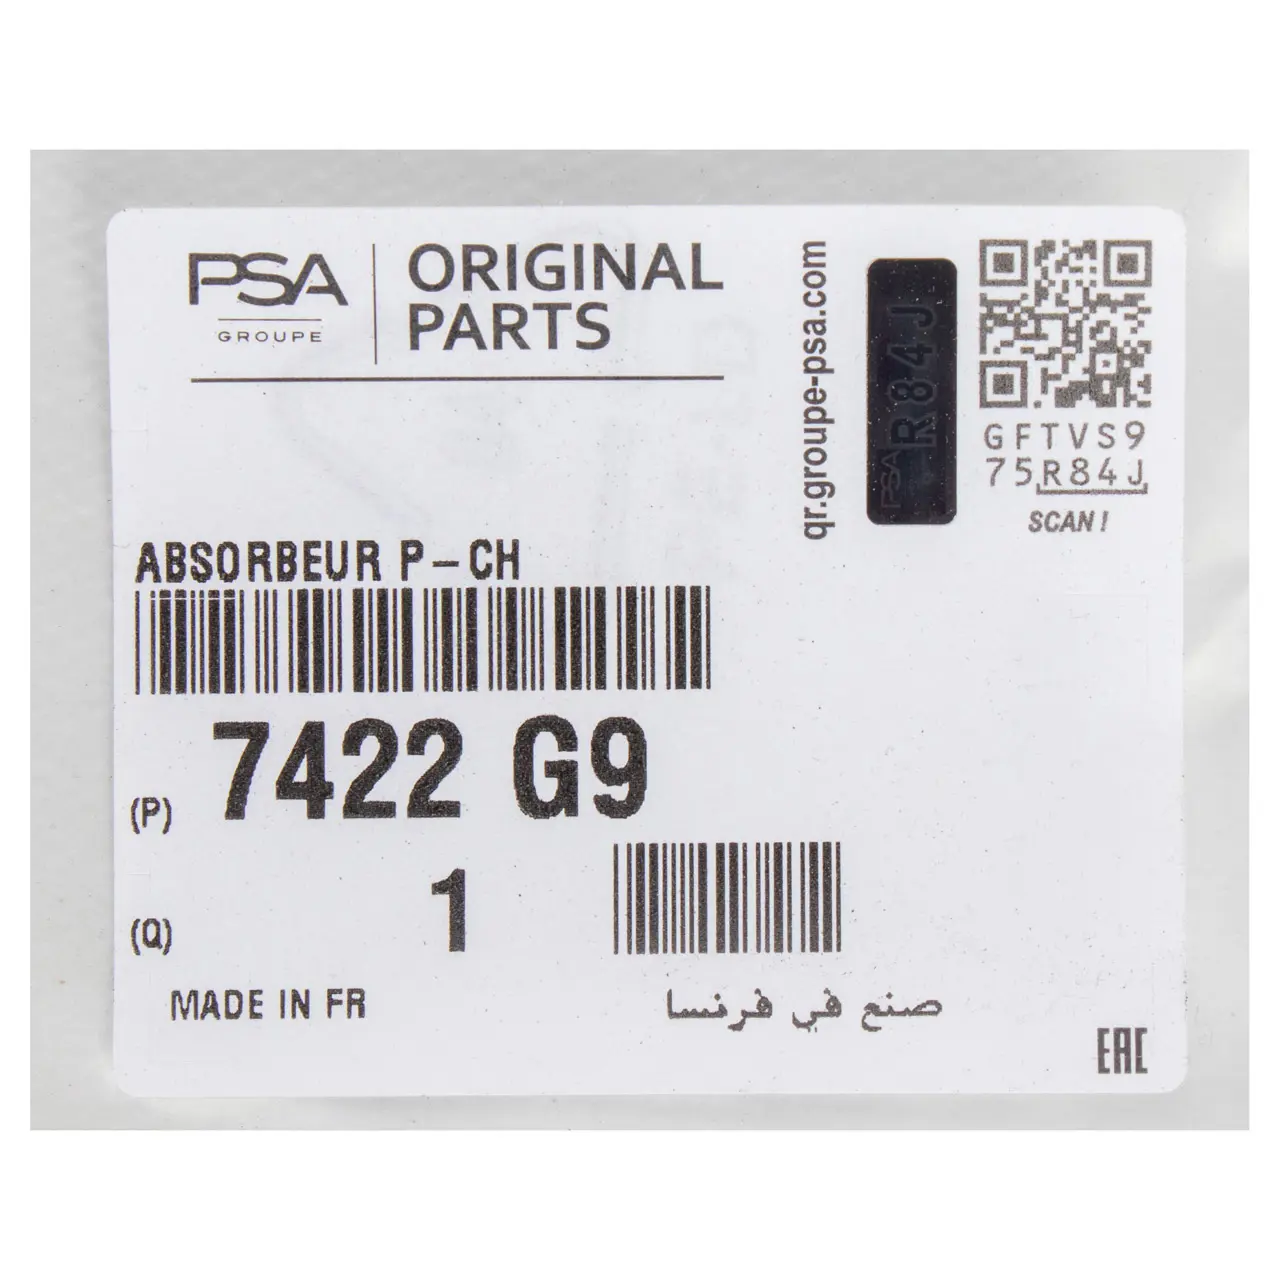 PSA
GROUPE
ORIGINAL
PARTS
qr.groupe-psa.com
PSA R84J
GFTVS9
75R84J
SCAN !
ABSORBEUR P-CH
(P) 7422 G9
(Q) 1
MADE IN FR
صنع في فرنسا
EAC